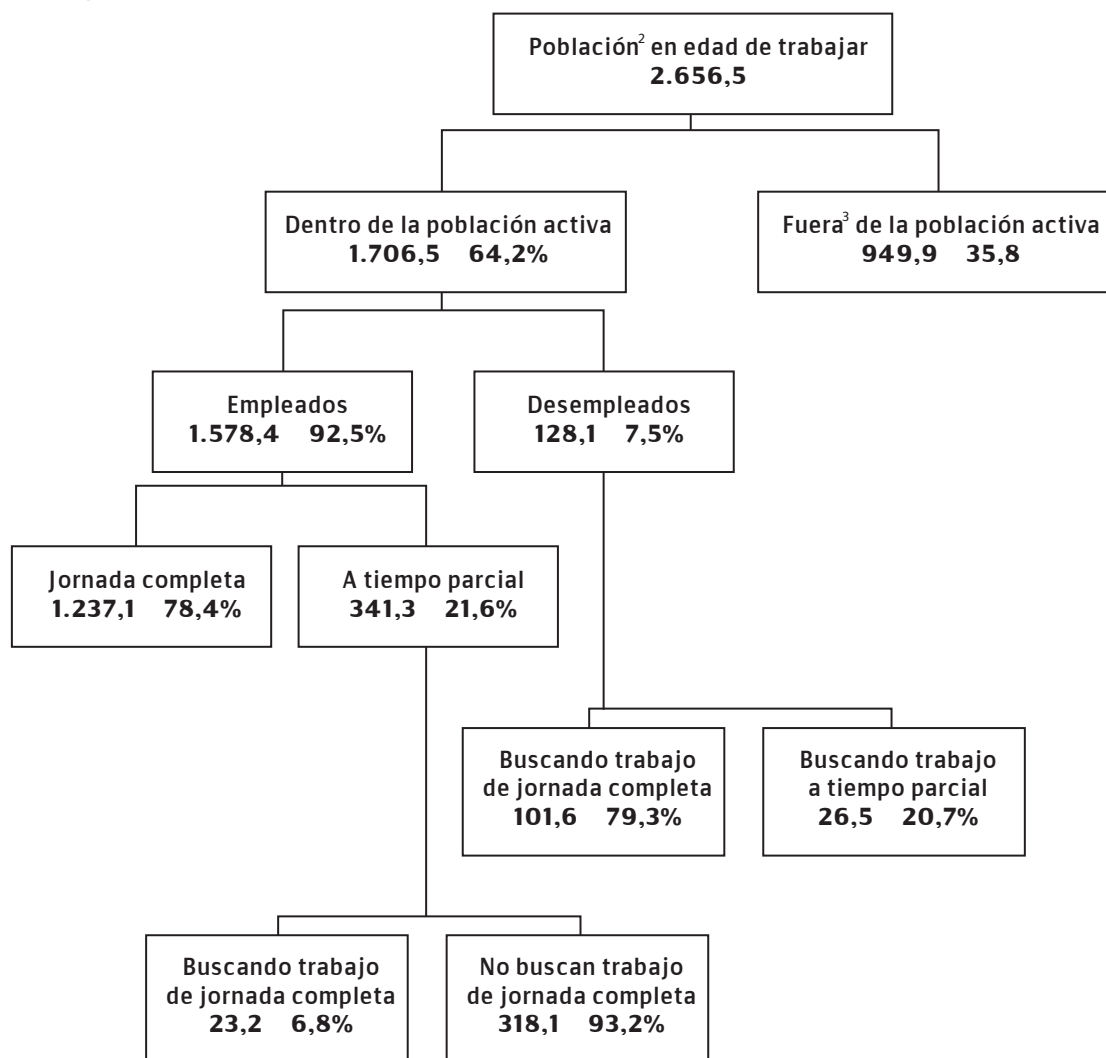 Población² en edad de trabajar
2.656,5
Dentro de la población activa
1.706,5 64,2%
Fuera³ de la población activa
949,9 35,8
Empleados
1.578,4 92,5%
Desempleados
128,1 7,5%
Jornada completa
1.237,1 78,4%
A tiempo parcial
341,3 21,6%
Buscando trabajo
de jornada completa
101,6 79,3%
Buscando trabajo
a tiempo parcial
26,5 20,7%
Buscando trabajo
de jornada completa
23,2 6,8%
No buscan trabajo
de jornada completa
318,1 93,2%